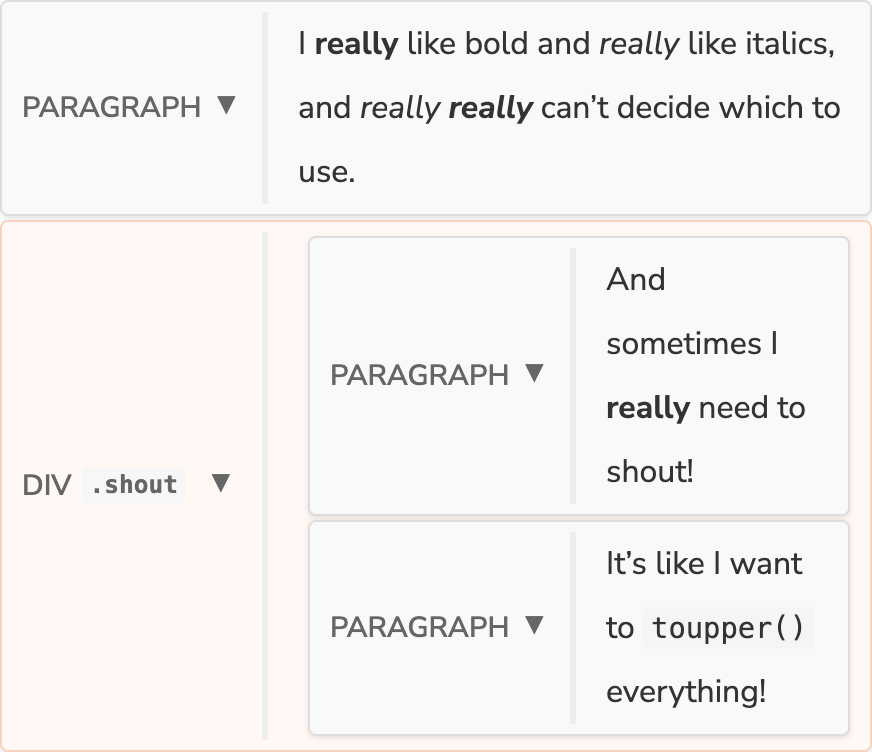 PARAGRAPH ▼
I really like bold and really like italics,
and really really can’t decide which to
use.
DIV .shout ▼
PARAGRAPH ▼
And
sometimes I
really need to
shout!
PARAGRAPH ▼
It’s like I want
to toupper()
everything!